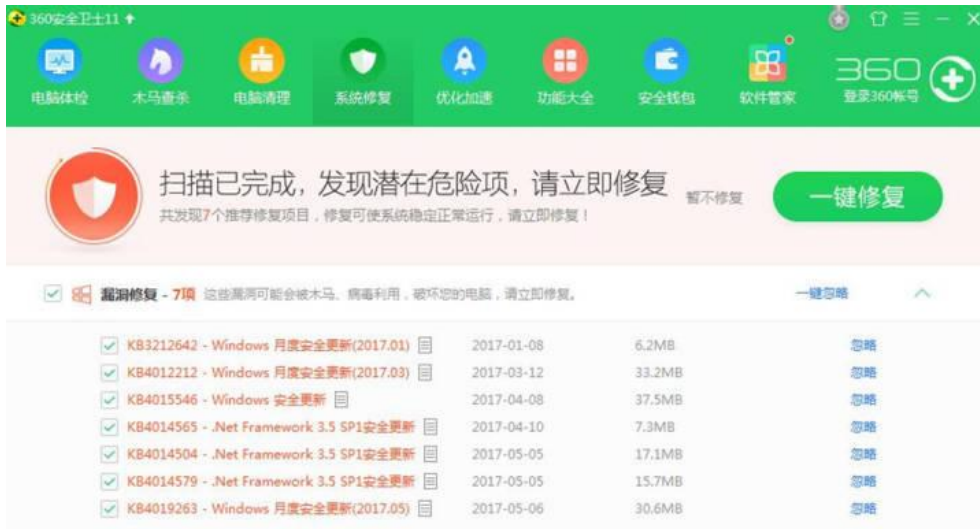 360安全卫士11
电脑体检 木马查杀 电脑清理 系统修复 优化加速 功能大全 安全钱包 软件管家
360
登录360帐号
扫描已完成，发现潜在危险项，请立即修复 暂不修复 一键修复
共发现7个推荐修复项目，修复可使系统稳定正常运行，请立即修复！
漏洞修复 - 7项 这些漏洞可能会被木马、病毒利用，破坏您的电脑，请立即修复。 一键忽略
KB3212642 - Windows 月度安全更新(2017.01) 2017-01-08 6.2MB 忽略
KB4012212 - Windows 月度安全更新(2017.03) 2017-03-12 33.2MB 忽略
KB4015546 - Windows 安全更新 2017-04-08 37.5MB 忽略
KB4014565 - .Net Framework 3.5 SP1安全更新 2017-04-10 7.3MB 忽略
KB4014504 - .Net Framework 3.5 SP1安全更新 2017-05-05 17.1MB 忽略
KB4014579 - .Net Framework 3.5 SP1安全更新 2017-05-05 15.7MB 忽略
KB4019263 - Windows 月度安全更新(2017.05) 2017-05-06 30.6MB 忽略